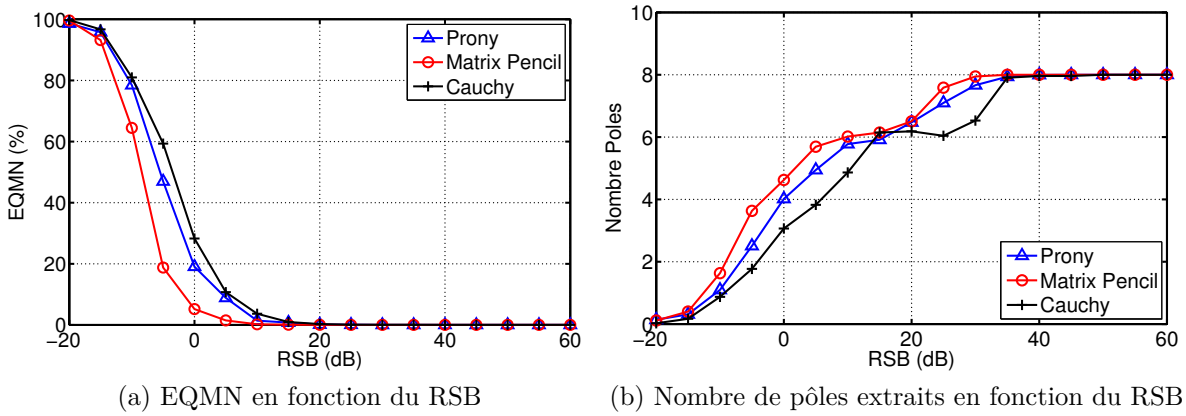 100
80
60
40
20
0
EQMN (%)
−20
0
20
40
60
RSB (dB)
Prony
Matrix Pencil
Cauchy
(a) EQMN en fonction du RSB
10
8
6
4
2
0
Nombre Poles
−20
0
20
40
60
RSB (dB)
Prony
Matrix Pencil
Cauchy
(b) Nombre de pôles extraits en fonction du RSB